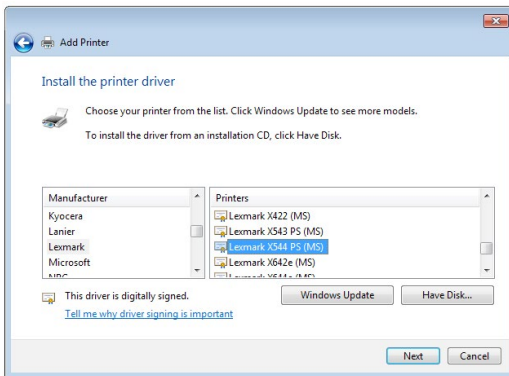 Add Printer
Install the printer driver
Choose your printer from the list. Click Windows Update to see more models.
To install the driver from an installation CD, click Have Disk.
Manufacturer
Kyocera
Lanier
Lexmark
Microsoft
Printers
Lexmark X422 (MS)
Lexmark X543 PS (MS)
Lexmark X544 PS (MS)
Lexmark X642e (MS)
This driver is digitally signed.
Tell me why driver signing is important
Windows Update
Have Disk...
Next
Cancel